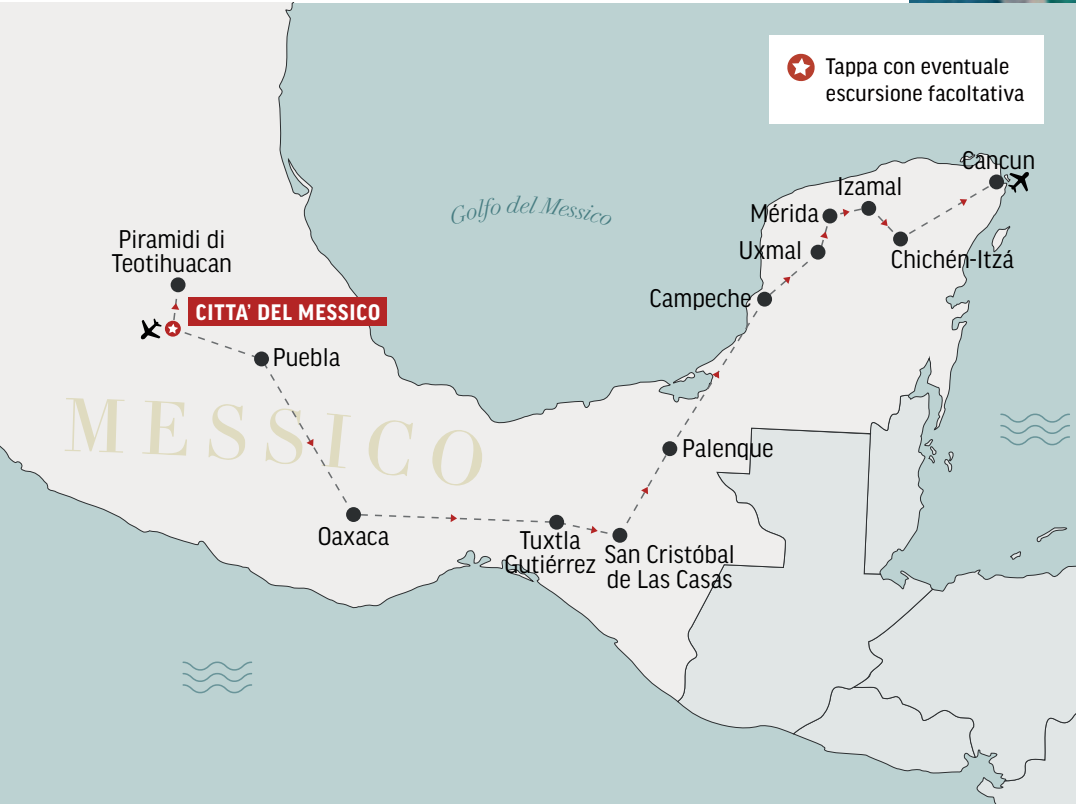 Tappa con eventuale
escursione facoltativa
Cancun
Izamal
Mérida
Golfo del Messico
Uxmal
Chichén-Itzá
Piramidi di
Teotihuacan
Campeche
CITTA' DEL MESSICO
Puebla
MESSICO
Palenque
Oaxaca
Tuxtla
Gutiérrez
San Cristóbal
de Las Casas